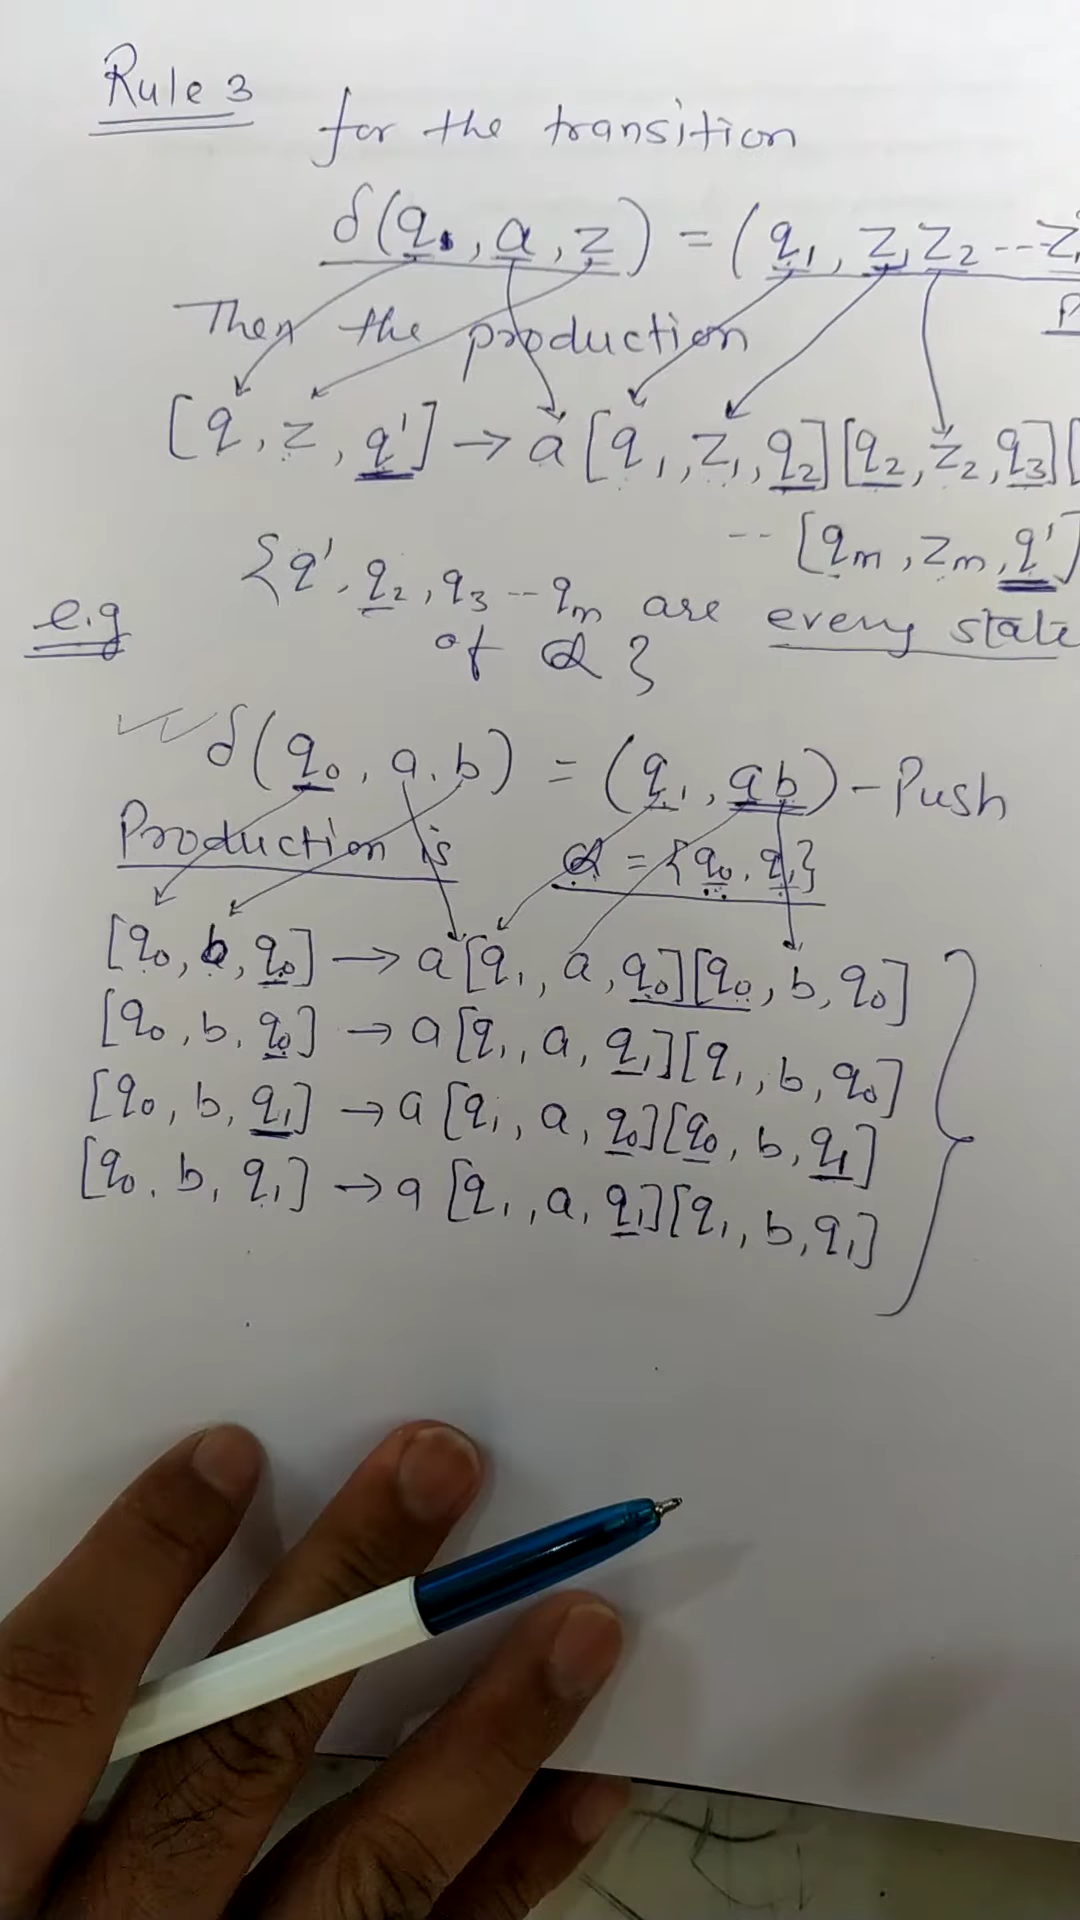 Rule 3
for the transition
δ(q, a, z) = (q1, z1z2 -- z
Then the production
[q, z, q'] → a[q1, z1, q2][q2, z2, q3][
-- [qm, zm, q']
{q', q2, q3 -- qm are every state
of Q}
e.g
δ(q0, a, b) = (q1, ab) - Push
Production is Q = {q0, q1}
[q0, b, q0] → a[q1, a, q0][q0, b, q0]
[q0, b, q0] → a[q1, a, q1][q1, b, q0]
[q0, b, q1] → a[q1, a, q0][q0, b, q1]
[q0, b, q1] → a[q1, a, q1][q1, b, q1]